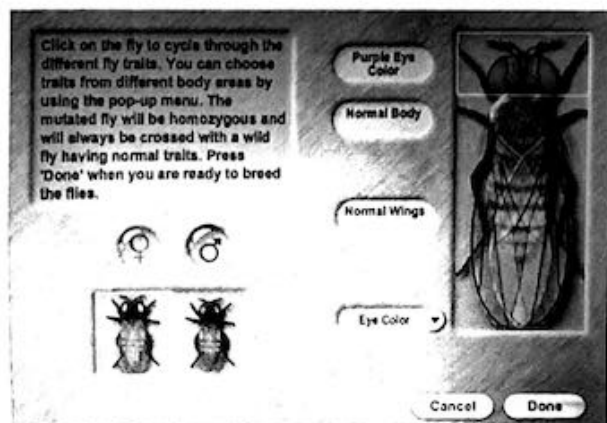 Click on the fly to cycle through the
different fly traits. You can choose
traits from different body areas by
using the pop-up menu. The
mutated fly will be homozygous and
will always be crossed with a wild
fly having normal traits. Press
'Done' when you are ready to breed
the flies.
Purple Eye
Color
Normal Body
Normal Wings
Eye Color
Cancel
Done